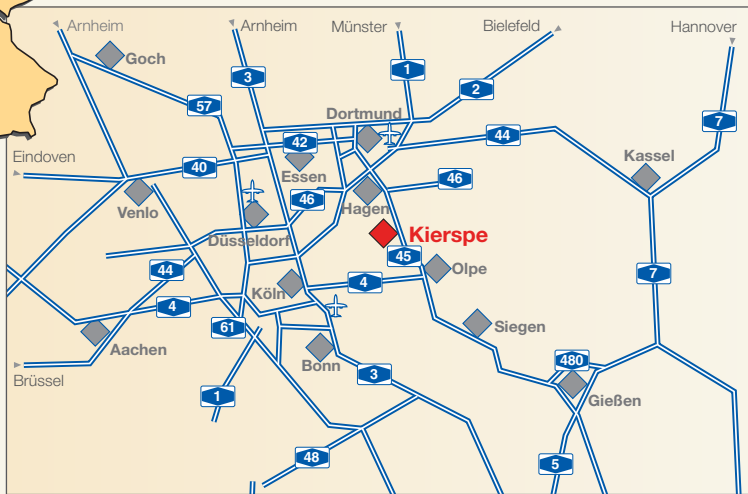 Arnheim
Arnheim
Münster
Bielefeld
Hannover
Goch
3
1
2
57
7
Dortmund
42
44
Eindoven
40
Essen
Kassel
46
46
Venlo
Hagen
Düsseldorf
Kierspe
45
44
Olpe
7
Köln
4
4
61
Siegen
Aachen
Bonn
480
Brüssel
3
1
Gießen
48
5